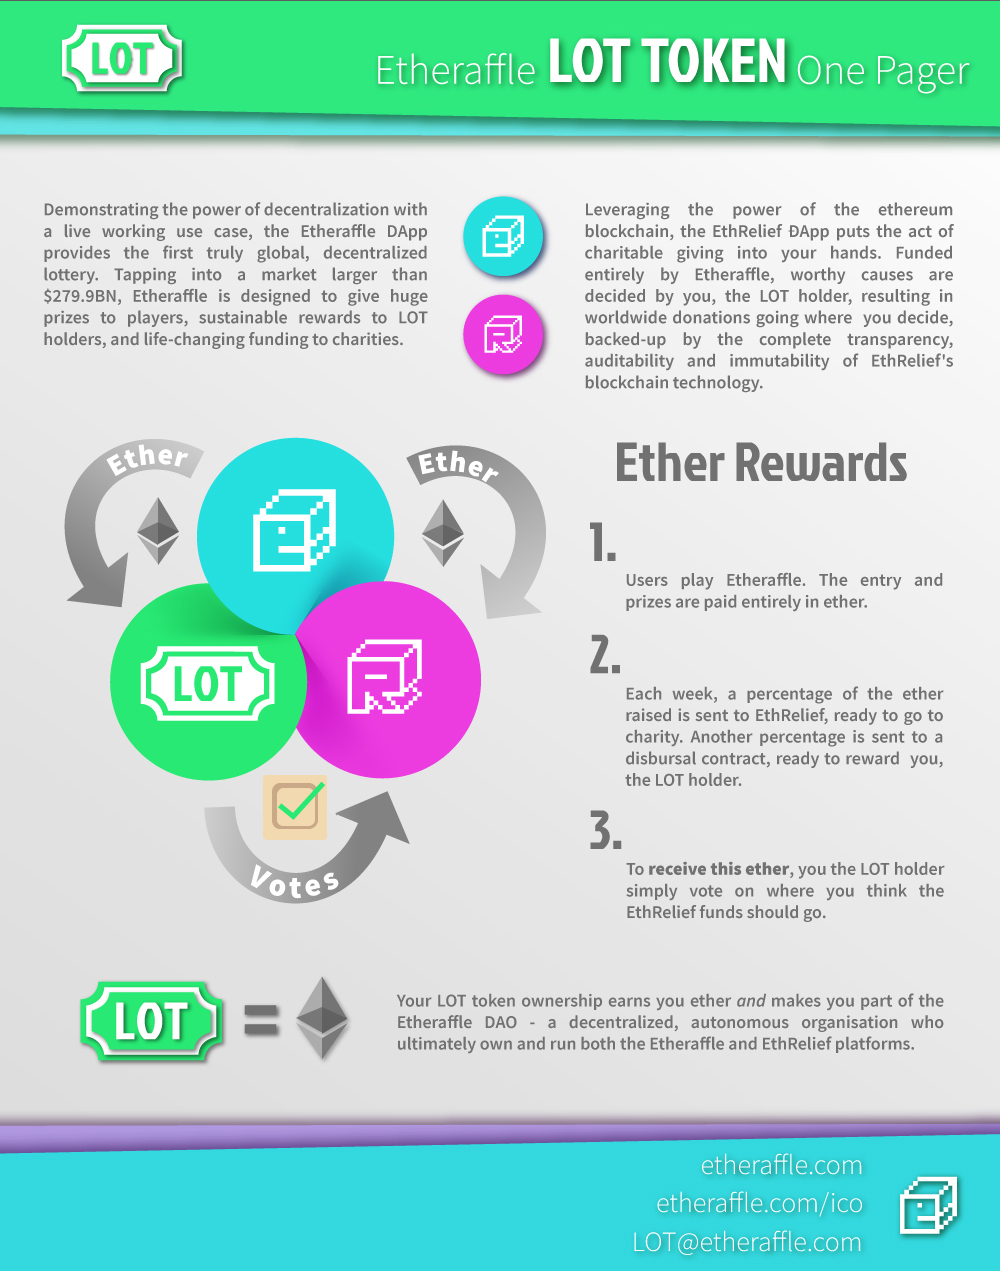 LOT
Etheraffle LOT TOKEN One Pager
Demonstrating the power of decentralization with
a live working use case, the Etheraffle DApp
provides the first truly global, decentralized
lottery. Tapping into a market larger than
$279.9BN, Etheraffle is designed to give huge
prizes to players, sustainable rewards to LOT
holders, and life-changing funding to charities.
Leveraging the power of the ethereum
blockchain, the EthRelief ĐApp puts the act of
charitable giving into your hands. Funded
entirely by Etheraffle, worthy causes are
decided by you, the LOT holder, resulting in
worldwide donations going where you decide,
backed-up by the complete transparency,
auditability and immutability of EthRelief's
blockchain technology.
Ether
Ether
LOT
Votes
Ether Rewards
1.
Users play Etheraffle. The entry and
prizes are paid entirely in ether.
2.
Each week, a percentage of the ether
raised is sent to EthRelief, ready to go to
charity. Another percentage is sent to a
disbursal contract, ready to reward you,
the LOT holder.
3.
To receive this ether, you the LOT holder
simply vote on where you think the
EthRelief funds should go.
LOT =
Your LOT token ownership earns you ether and makes you part of the
Etheraffle DAO - a decentralized, autonomous organisation who
ultimately own and run both the Etheraffle and EthRelief platforms.
etheraffle.com
etheraffle.com/ico
LOT@etheraffle.com